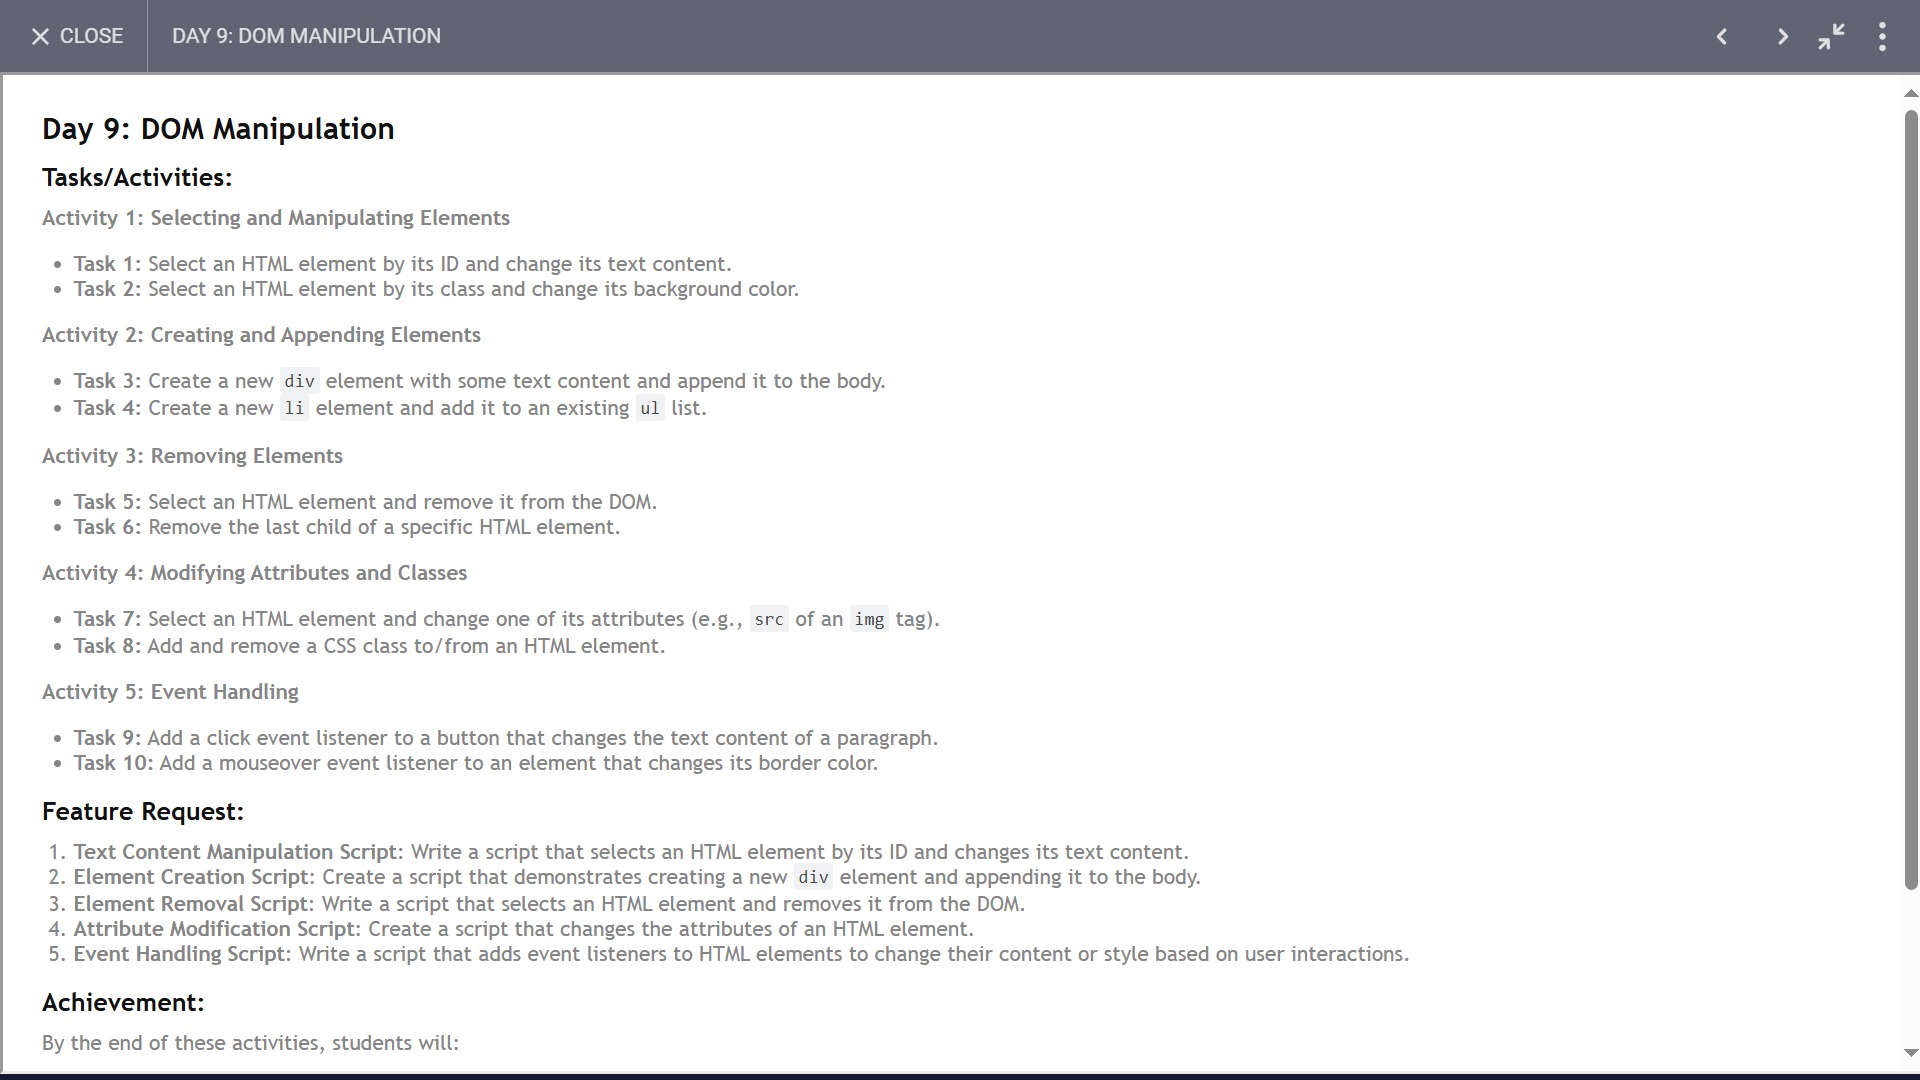 CLOSE DAY 9: DOM MANIPULATION
Day 9: DOM Manipulation
Tasks/Activities:
Activity 1: Selecting and Manipulating Elements
• Task 1: Select an HTML element by its ID and change its text content.
• Task 2: Select an HTML element by its class and change its background color.
Activity 2: Creating and Appending Elements
• Task 3: Create a new div element with some text content and append it to the body.
• Task 4: Create a new li element and add it to an existing ul list.
Activity 3: Removing Elements
• Task 5: Select an HTML element and remove it from the DOM.
• Task 6: Remove the last child of a specific HTML element.
Activity 4: Modifying Attributes and Classes
• Task 7: Select an HTML element and change one of its attributes (e.g., src of an img tag).
• Task 8: Add and remove a CSS class to/from an HTML element.
Activity 5: Event Handling
• Task 9: Add a click event listener to a button that changes the text content of a paragraph.
• Task 10: Add a mouseover event listener to an element that changes its border color.
Feature Request:
1. Text Content Manipulation Script: Write a script that selects an HTML element by its ID and changes its text content.
2. Element Creation Script: Create a script that demonstrates creating a new div element and appending it to the body.
3. Element Removal Script: Write a script that selects an HTML element and removes it from the DOM.
4. Attribute Modification Script: Create a script that changes the attributes of an HTML element.
5. Event Handling Script: Write a script that adds event listeners to HTML elements to change their content or style based on user interactions.
Achievement:
By the end of these activities, students will: